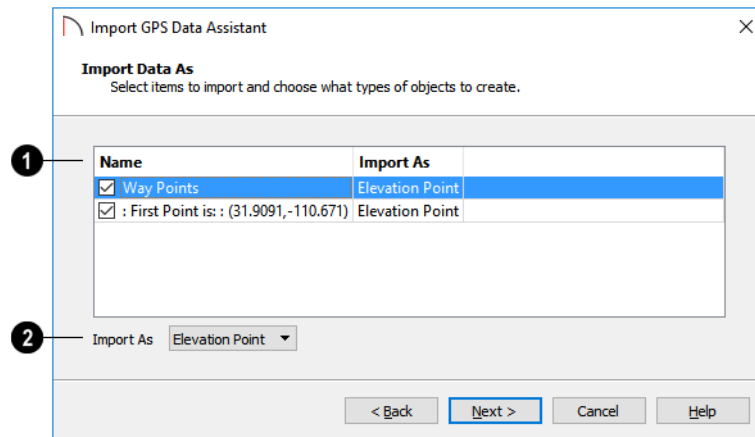 Import GPS Data Assistant
Import Data As
Select items to import and choose what types of objects to create.
1
Name Import As
Way Points Elevation Point
: First Point is: : (31.9091,-110.671) Elevation Point
2
Import As Elevation Point
< Back Next > Cancel Help